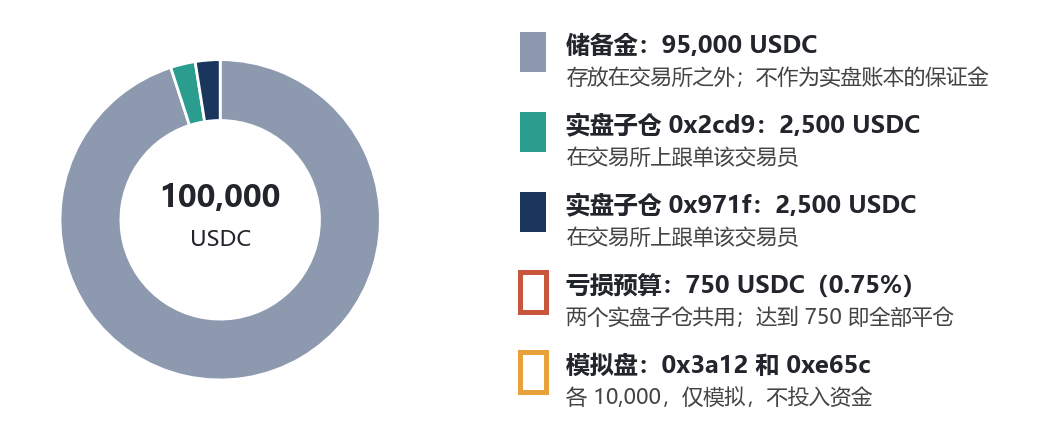 100,000
USDC
储备金：95,000 USDC
存放在交易所之外；不作为实盘账本的保证金
实盘子仓 0x2cd9：2,500 USDC
在交易所上跟单该交易员
实盘子仓 0x971f：2,500 USDC
在交易所上跟单该交易员
亏损预算：750 USDC（0.75%）
两个实盘子仓共用；达到 750 即全部平仓
模拟盘：0x3a12 和 0xe65c
各 10,000，仅模拟，不投入资金